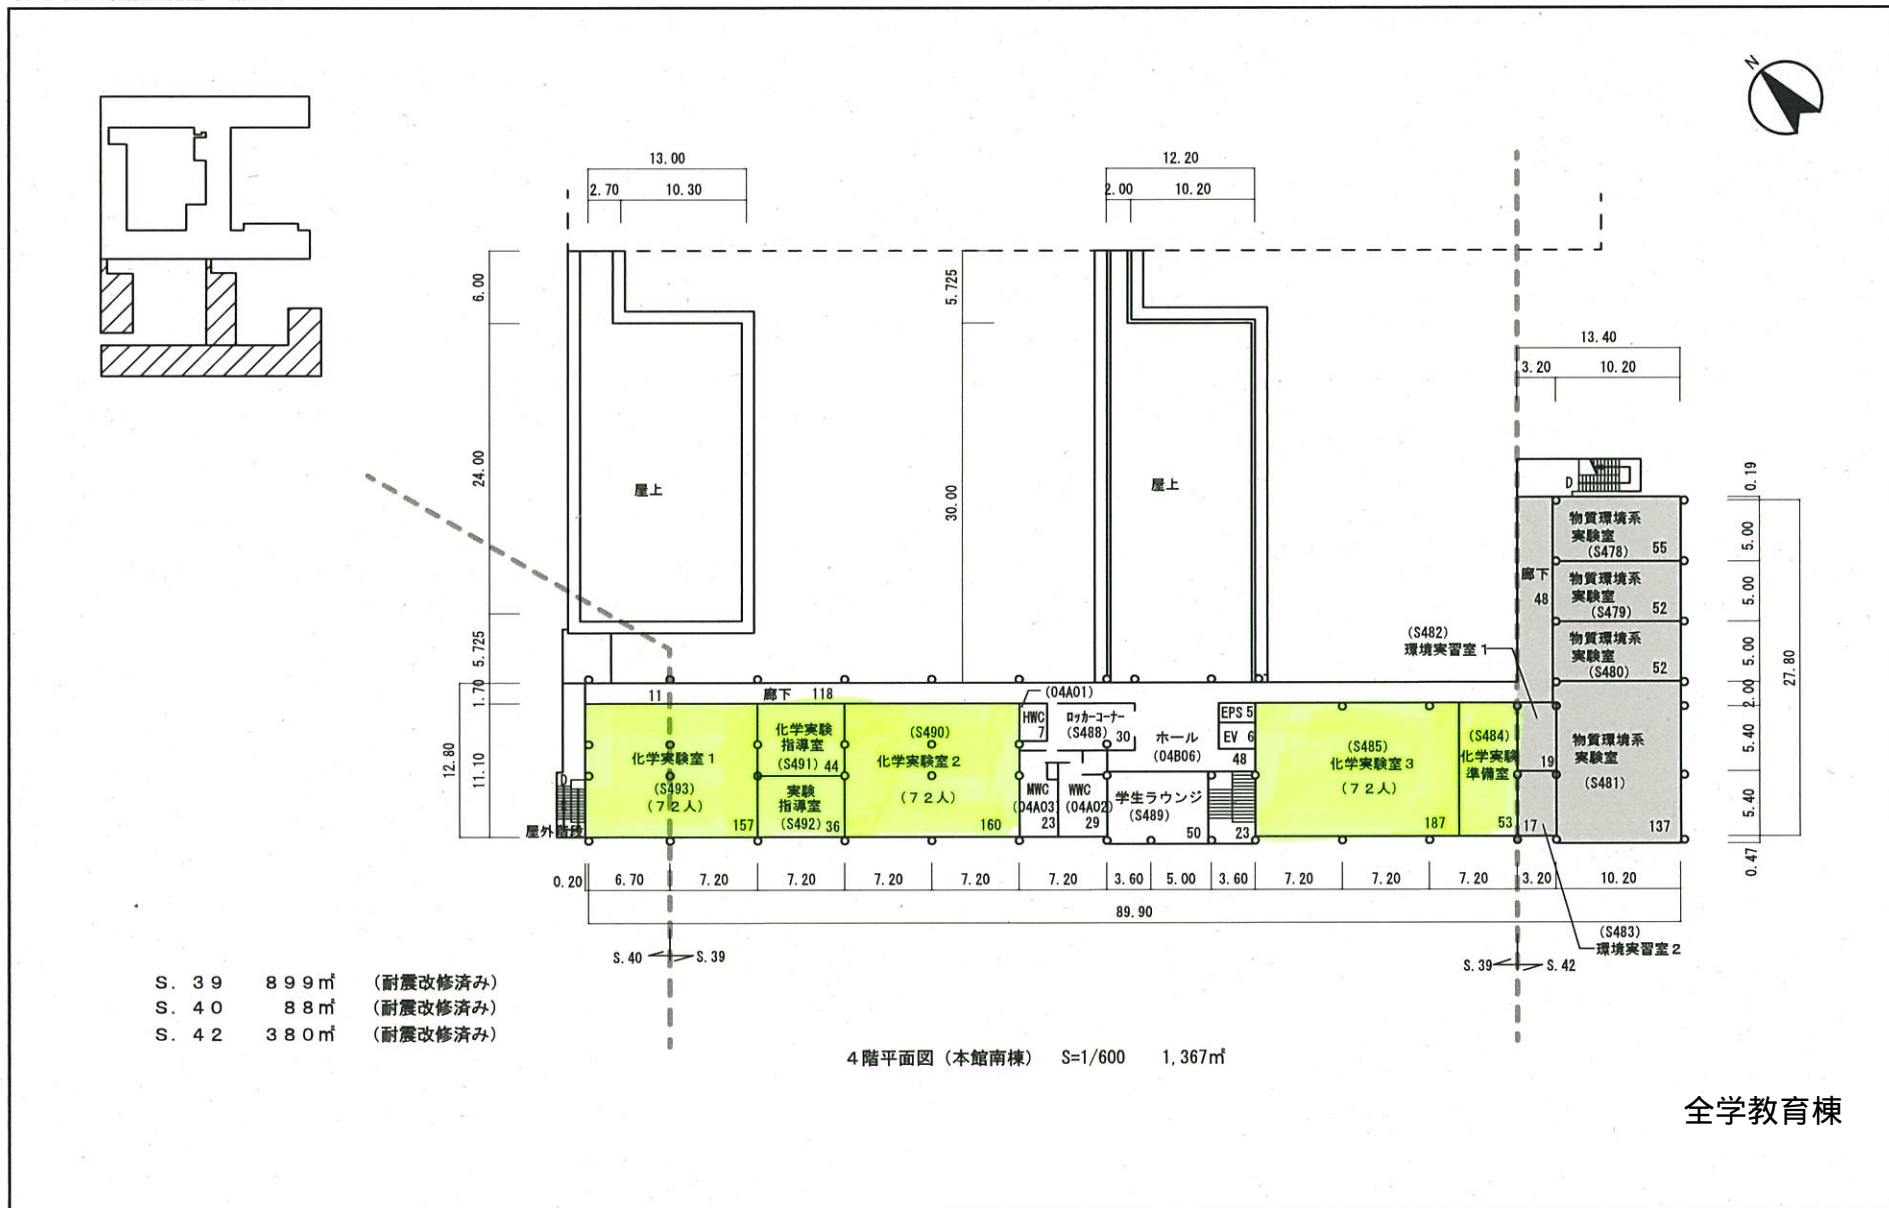 N
13.00
2.70
10.30
12.20
2.00
10.20
6.00
5.725
13.40
3.20
10.20
24.00
30.00
屋上
屋上
D
0.19
物質環境系
実験室
(S478)
55
5.00
廊下
48
物質環境系
実験室
(S479)
52
5.00
(S482)
環境実習室1
物質環境系
実験室
(S480)
52
5.00
27.80
5.725
1.70
11
廊下
118
(04A01)
2.00
12.80
11.10
化学実験室1
(S493)
(72人)
157
化学実験
指導室
(S491)
44
実験
指導室
(S492)
36
(S490)
化学実験室2
(72人)
160
HWC
7
ロッカーコーナー
(S488)
30
MWC
(04A03)
23
WWC
(04A02)
29
ホール
(04B06)
48
EPS 5
EV 6
学生ラウンジ
(S489)
50
23
(S485)
化学実験室3
(72人)
187
(S484)
化学実験
準備室
53
19
17
物質環境系
実験室
(S481)
137
5.40
5.40
0.47
D
屋外階段
0.20
6.70
7.20
7.20
7.20
7.20
7.20
3.60
5.00
3.60
7.20
7.20
7.20
3.20
10.20
89.90
(S483)
環境実習室2
S.40
S.39
S.39
S.42
S.39 899㎡ (耐震改修済み)
S.40 88㎡ (耐震改修済み)
S.42 380㎡ (耐震改修済み)
4階平面図(本館南棟) S=1/600 1,367㎡
全学教育棟